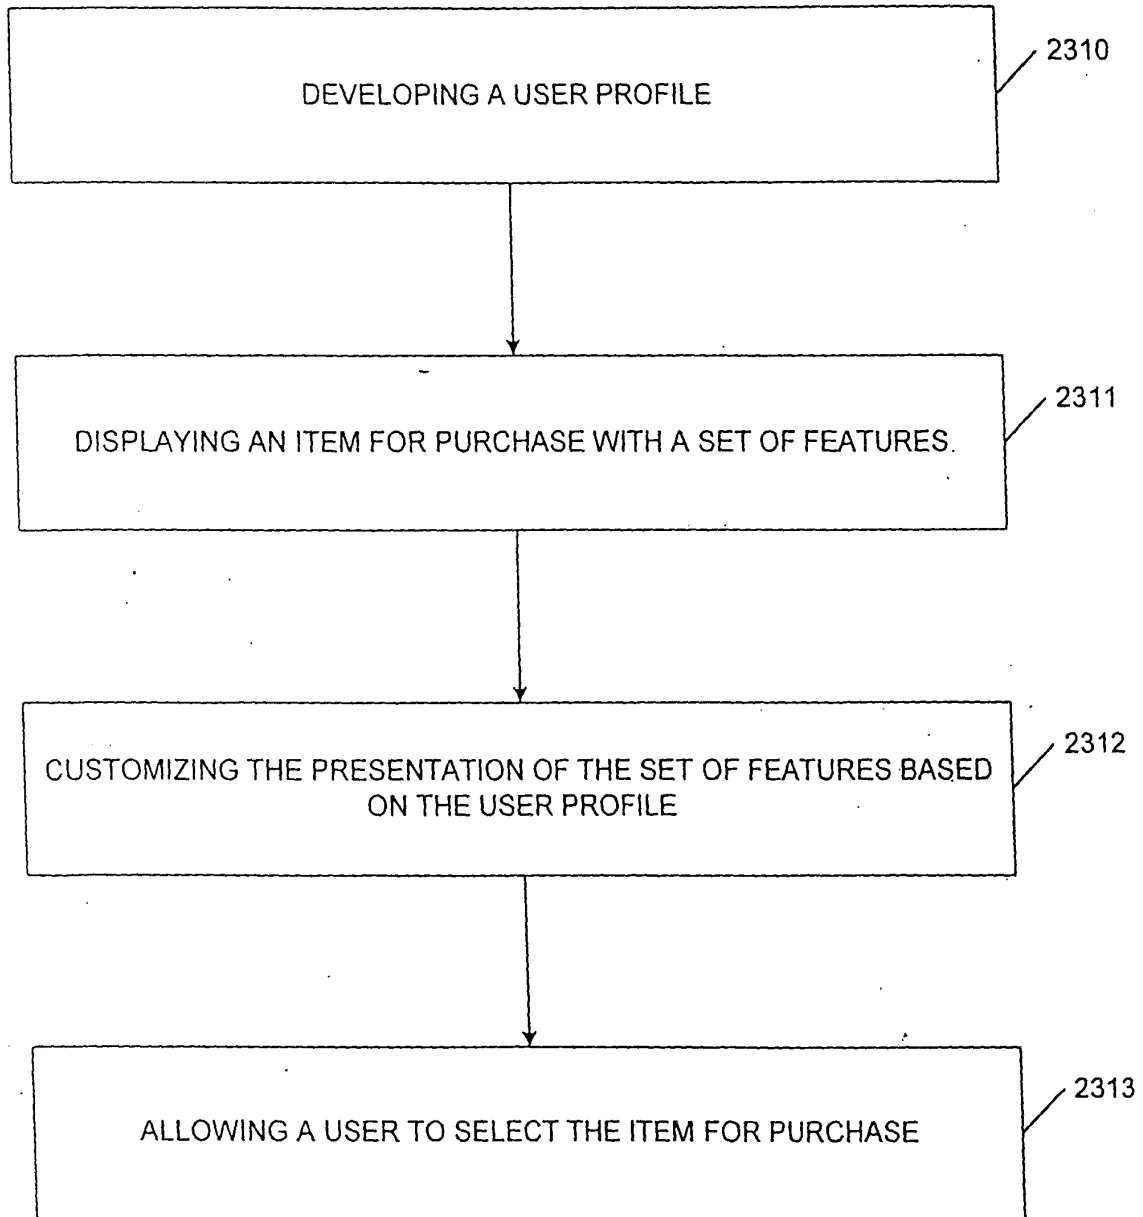 2310
DEVELOPING A USER PROFILE
2311
DISPLAYING AN ITEM FOR PURCHASE WITH A SET OF FEATURES.
2312
CUSTOMIZING THE PRESENTATION OF THE SET OF FEATURES BASED
ON THE USER PROFILE
2313
ALLOWING A USER TO SELECT THE ITEM FOR PURCHASE